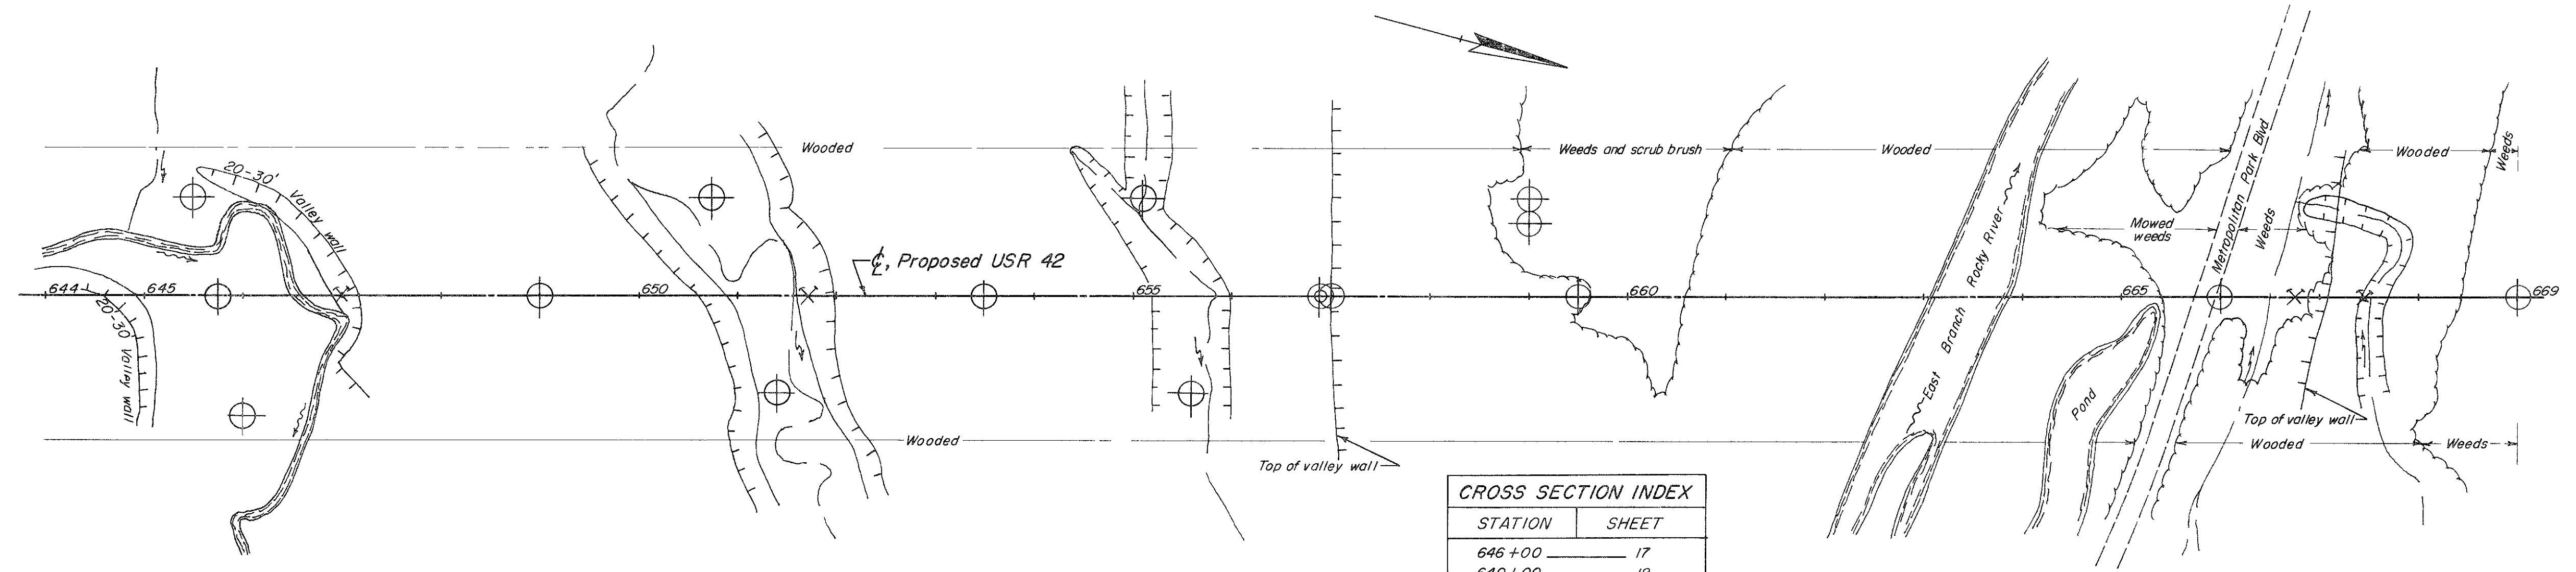 Wooded
Weeds and scrub brush
Wooded
Metropolitan Park Blvd
Wooded
Weeds
20-30'
Valley
wall
Mowed
weeds
Weeds
East Branch Rocky River
℄, Proposed USR 42
644
645
650
655
660
665
669
20-30 Valley wall
Pond
Wooded
Top of valley wall
Top of valley wall
Wooded
Weeds
CROSS SECTION INDEX
STATION SHEET
646+00 17